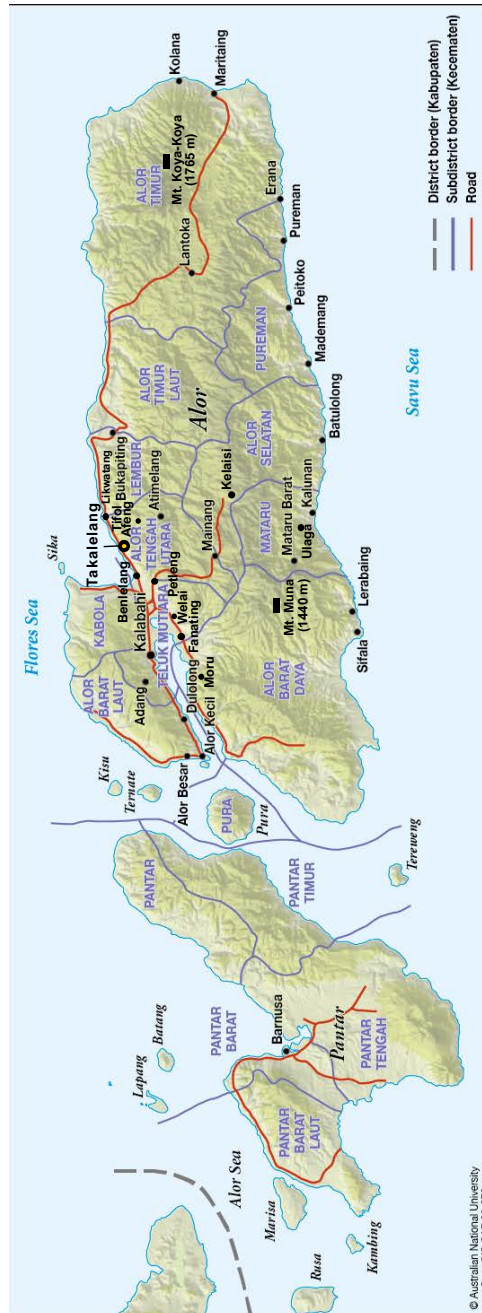 Flores Sea
Sika
Takalelang
Likwatang
Tifol
Bukapiting
Afeng
Benlelang
KABOLA
ALOR
BARAT
LAUT
Kalabahi
Adang
ALOR
TENGAH
UTARA
LEMBUR
Atimelang
ALOR
TIMUR
LAUT
ALOR
TIMUR
Kolana
Mt. Koya-Koya
(1765 m)
Maritaing
Lantoka
Petleng
TELUK MUTIARA
Welai
Fanating
Dulolong
Moru
Alor Kecil
Alor Besar
Kisu
Ternate
Mainang
Alor
Kelaisi
ALOR
SELATAN
PUREMAN
Erana
Pureman
Peitoko
Mademang
Batulolong
MATARU
Mataru Barat
Ulaga
Kalunan
Mt. Muna
(1440 m)
Lerabaing
Sifala
ALOR
BARAT
DAYA
PURA
Pura
PANTAR
PANTAR
TIMUR
Tereweng
Lapang
Batang
PANTAR
BARAT
Barnusa
Pantar
PANTAR
TENGAH
PANTAR
BARAT
LAUT
Alor Sea
Marisa
Rusa
Kambing
Savu Sea
District border (Kabupaten)
Subdistrict border (Kecematen)
Road
© Australian National University